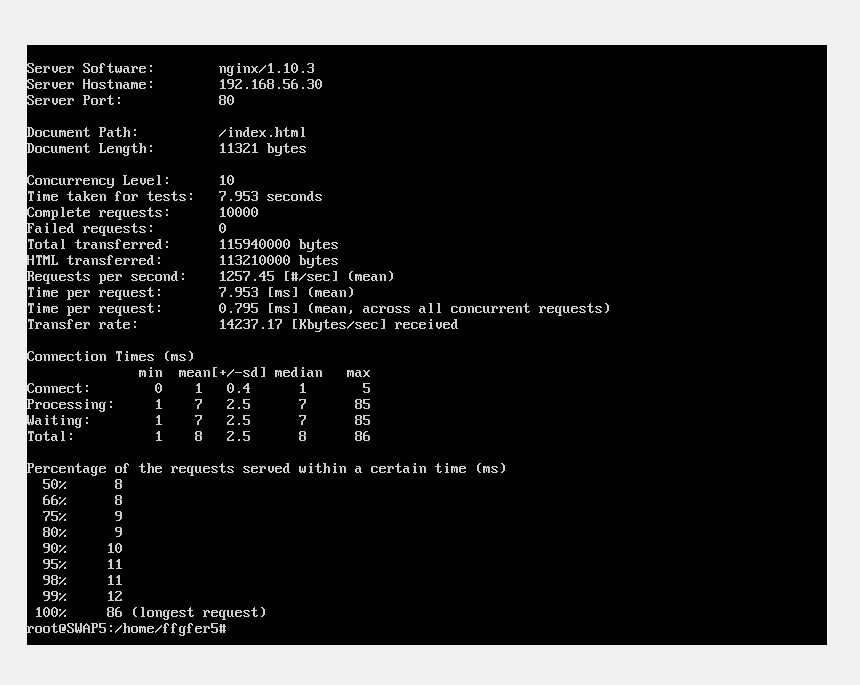 Server Software:        nginx/1.10.3
Server Hostname:        192.168.56.30
Server Port:            80
Document Path:          /index.html
Document Length:        11321 bytes
Concurrency Level:      10
Time taken for tests:   7.953 seconds
Complete requests:      10000
Failed requests:        0
Total transferred:      115940000 bytes
HTML transferred:       113210000 bytes
Requests per second:    1257.45 [#/sec] (mean)
Time per request:       7.953 [ms] (mean)
Time per request:       0.795 [ms] (mean, across all concurrent requests)
Transfer rate:          14237.17 [Kbytes/sec] received
Connection Times (ms)
              min  mean[+/-sd] median   max
Connect:        0    1   0.4      1       5
Processing:     1    7   2.5      7      85
Waiting:        1    7   2.5      7      85
Total:          1    8   2.5      8      86
Percentage of the requests served within a certain time (ms)
  50%      8
  66%      8
  75%      9
  80%      9
  90%     10
  95%     11
  98%     11
  99%     12
 100%     86 (longest request)
root@SWAP5:/home/ffgfer5#